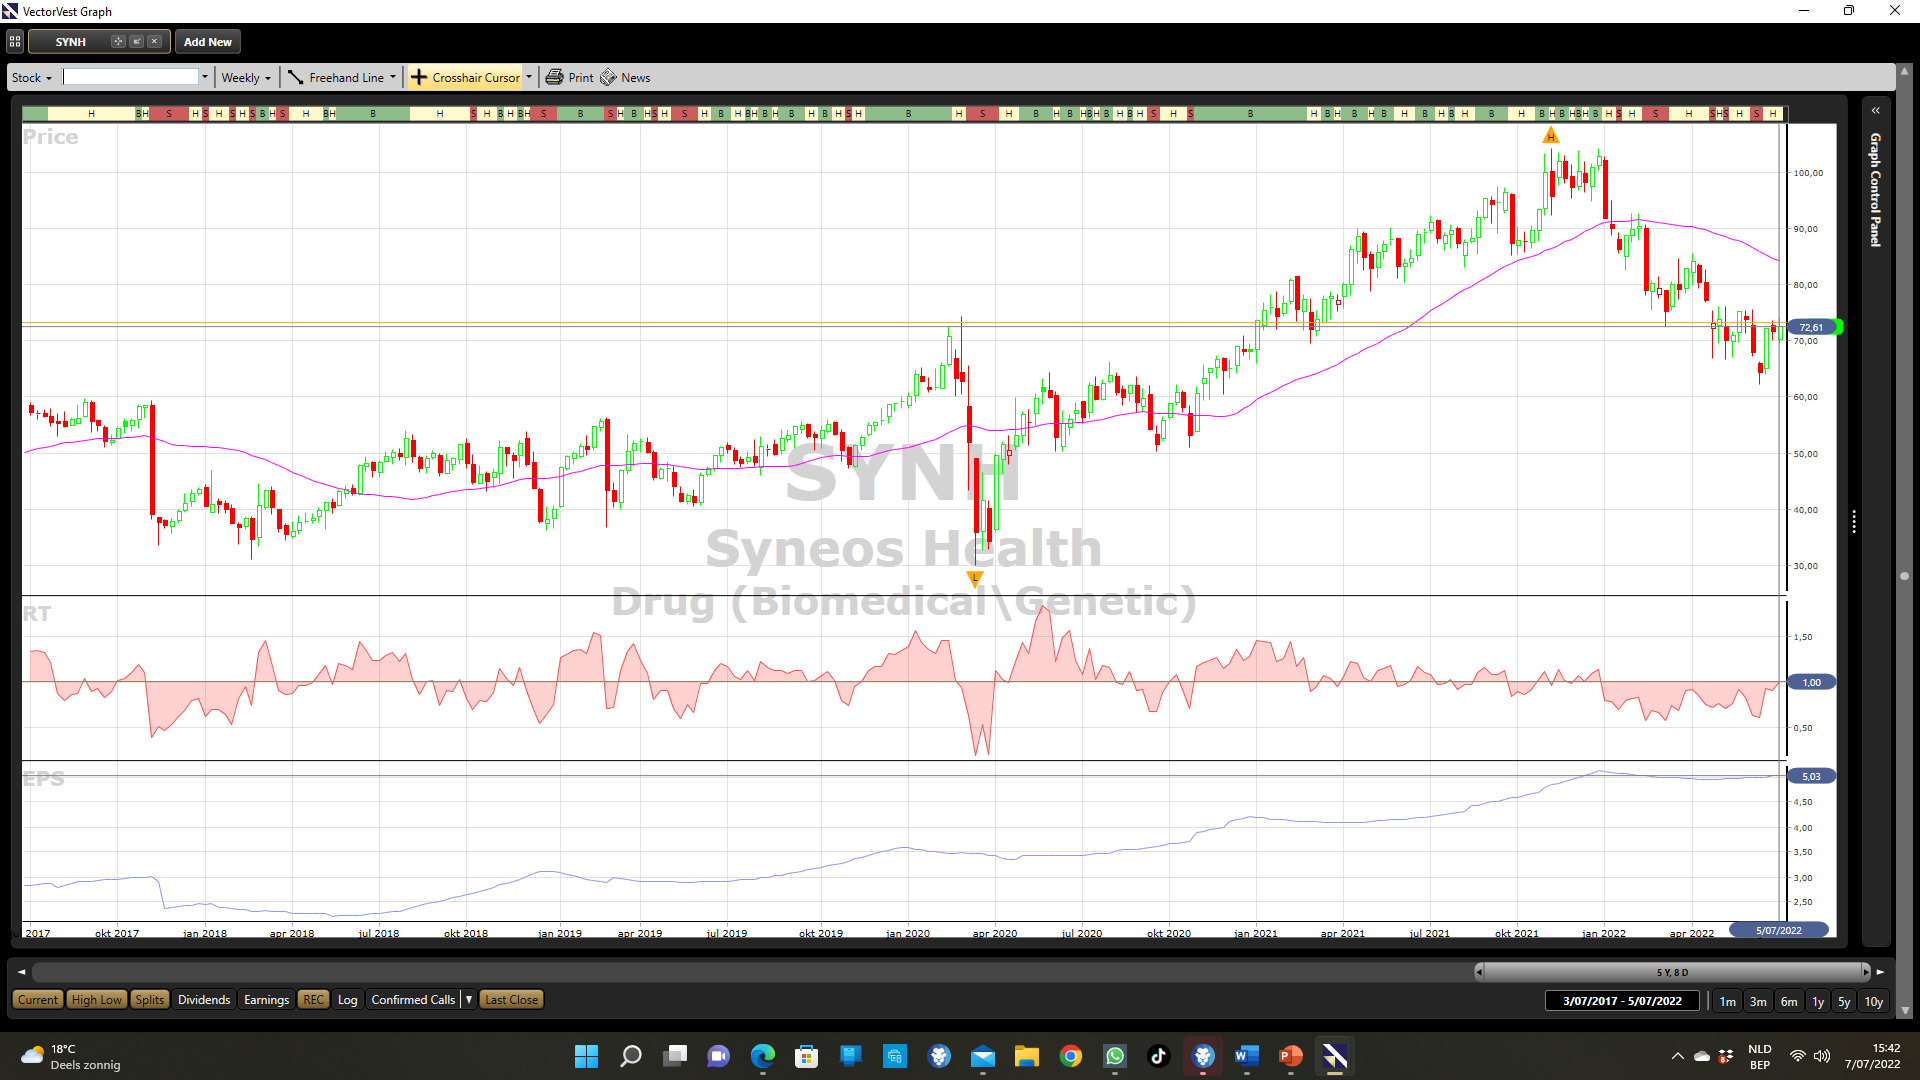 VectorVest Graph
SYNH
Add New
Stock
Weekly
Freehand Line
Crosshair Cursor
Print
News
Price
H
L
100,00
90,00
80,00
72,61
70,00
60,00
50,00
40,00
30,00
SYNH
Syneos Health
Drug (Biomedical\Genetic)
Graph Control Panel
RT
1,50
1,00
0,50
EPS
5,03
4,50
4,00
3,50
3,00
2,50
2017 okt 2017 jan 2018 apr 2018 jul 2018 okt 2018 jan 2019 apr 2019 jul 2019 okt 2019 jan 2020 apr 2020 jul 2020 okt 2020 jan 2021 apr 2021 jul 2021 okt 2021 jan 2022 apr 2022 5/07/2022
5 Y, 8 D
Current High Low Splits Dividends Earnings REC Log Confirmed Calls Last Close
3/07/2017 - 5/07/2022 1m 3m 6m 1y 5y 10y
18°C
Deels zonnig
NLD
BEP
15:42
7/07/2022